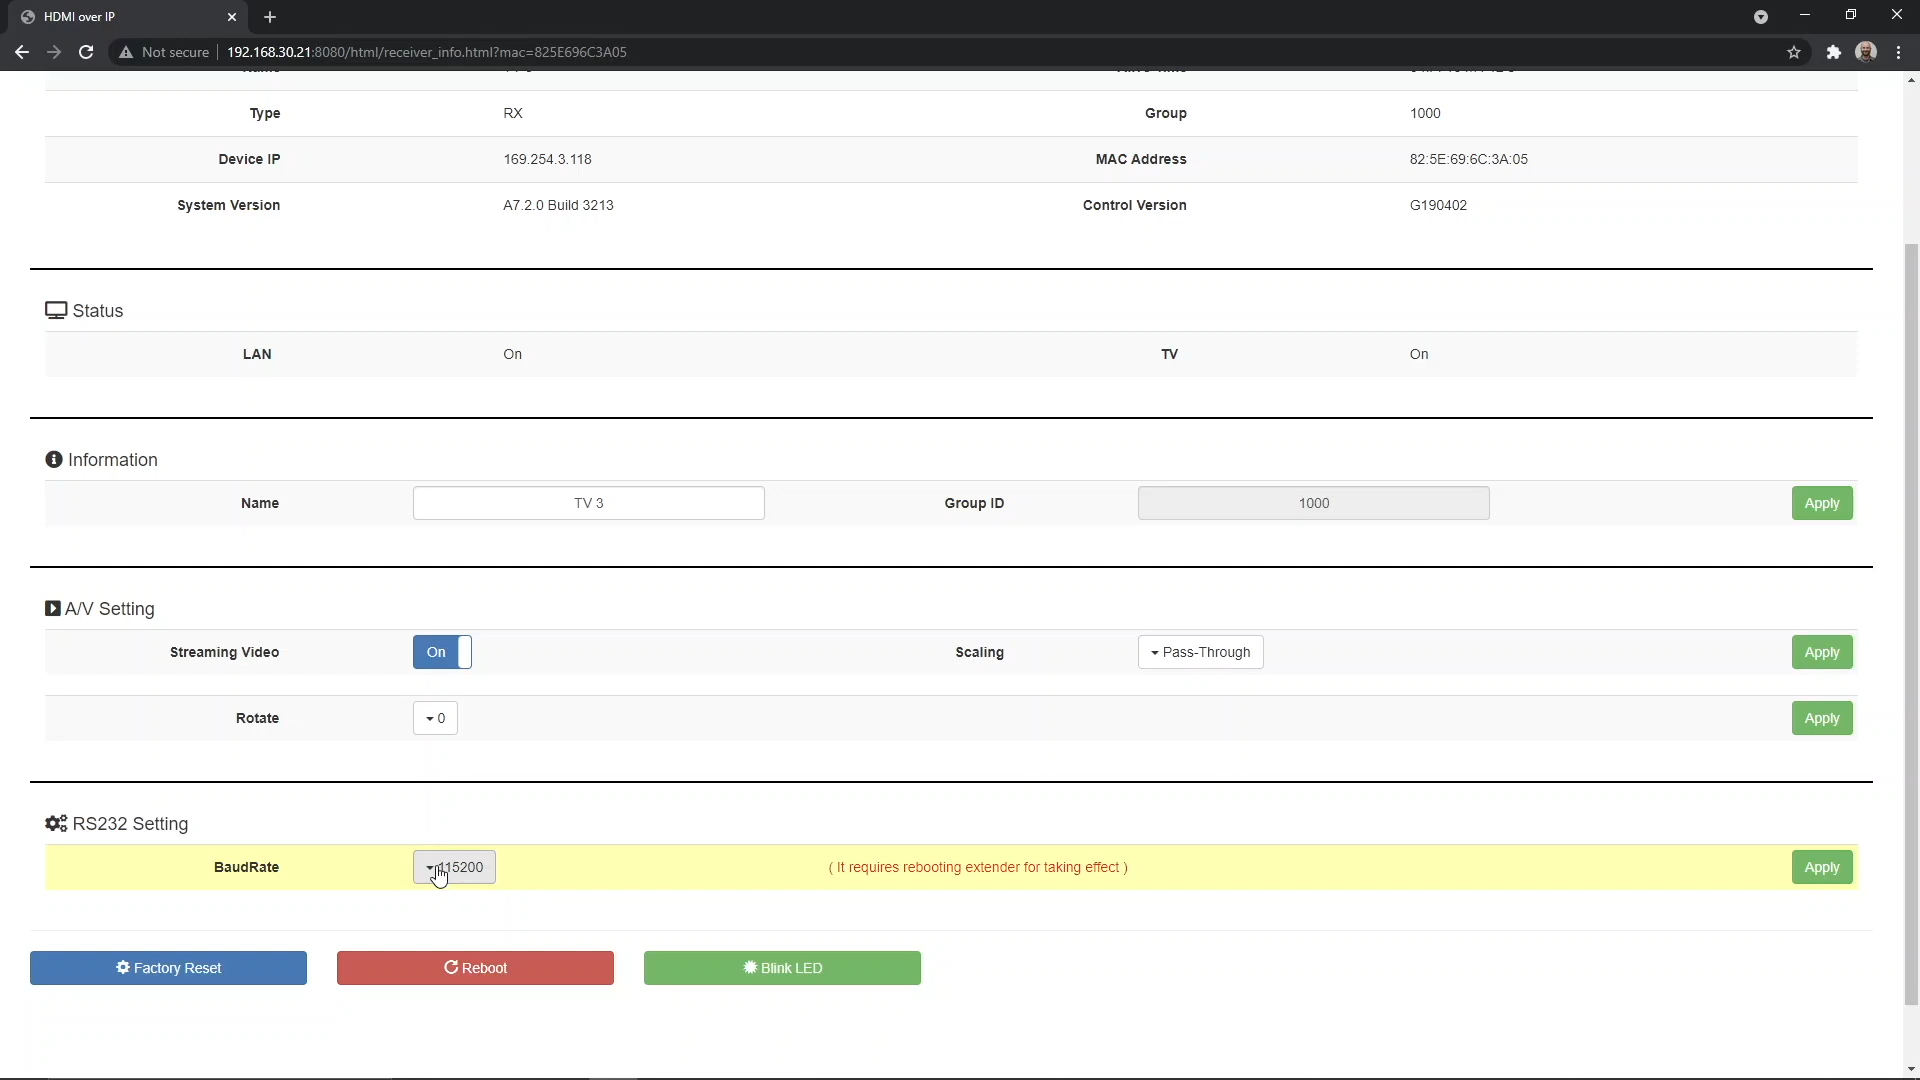 HDMI over IP
Not secure 192.168.30.21:8080/html/receiver_info.html?mac=825E696C3A05
Type RX Group 1000
Device IP 169.254.3.118 MAC Address 82:5E:69:6C:3A:05
System Version A7.2.0 Build 3213 Control Version G190402
Status
LAN On TV On
Information
Name TV 3 Group ID 1000 Apply
A/V Setting
Streaming Video On Scaling Pass-Through Apply
Rotate 0 Apply
RS232 Setting
BaudRate 115200 ( It requires rebooting extender for taking effect ) Apply
Factory Reset Reboot Blink LED